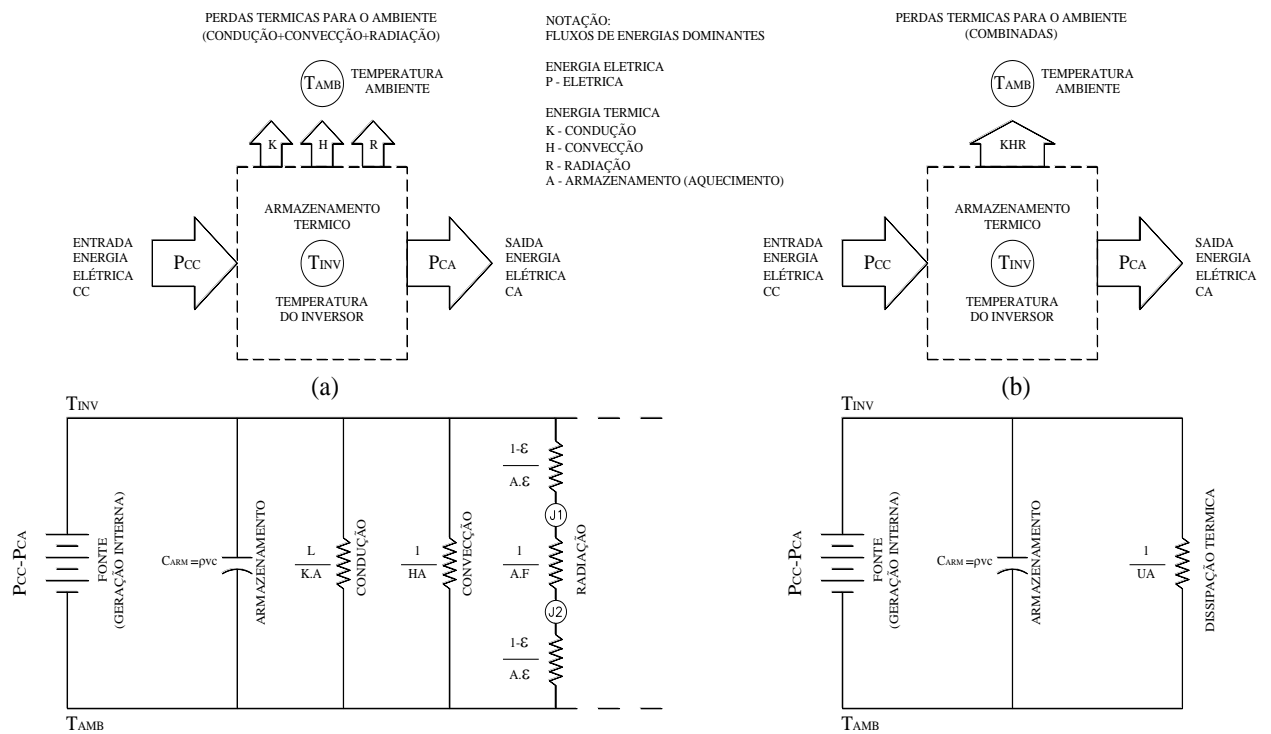 PERDAS TERMICAS PARA O AMBIENTE
(CONDUÇÃO+CONVECÇÃO+RADIAÇÃO)
TAMB
TEMPERATURA
AMBIENTE
K
H
R
ARMAZENAMENTO
TERMICO
ENTRADA
ENERGIA
ELÉTRICA
CC
PCC
TINV
PCA
SAIDA
ENERGIA
ELÉTRICA
CA
TEMPERATURA
DO INVERSOR
(a)
NOTAÇÃO:
FLUXOS DE ENERGIAS DOMINANTES
ENERGIA ELETRICA
P - ELETRICA
ENERGIA TERMICA
K - CONDUÇÃO
H - CONVECÇÃO
R - RADIAÇÃO
A - ARMAZENAMENTO (AQUECIMENTO)
PERDAS TERMICAS PARA O AMBIENTE
(COMBINADAS)
TAMB
TEMPERATURA
AMBIENTE
KHR
ARMAZENAMENTO
TERMICO
ENTRADA
ENERGIA
ELÉTRICA
CC
PCC
TINV
PCA
SAIDA
ENERGIA
ELÉTRICA
CA
TEMPERATURA
DO INVERSOR
(b)
TINV
PCC-PCA
FONTE
(GERAÇÃO INTERNA)
CARM =ρvc
ARMAZENAMENTO
L
K.A
CONDUÇÃO
1
HA
CONVECÇÃO
1-ε
A.ε
J1
1
A.F
J2
1-ε
A.ε
RADIAÇÃO
TAMB
TINV
PCC-PCA
FONTE
(GERAÇÃO INTERNA)
CARM =ρvc
ARMAZENAMENTO
1
UA
DISSIPAÇÃO TERMICA
TAMB